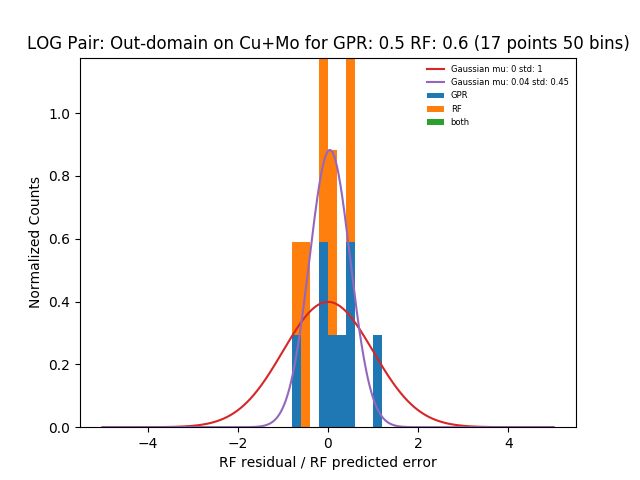 LOG Pair: Out-domain on Cu+Mo for GPR: 0.5 RF: 0.6 (17 points 50 bins)
Gaussian mu: 0 std: 1
Gaussian mu: 0.04 std: 0.45
GPR
RF
both
Normalized Counts
1.0
0.8
0.6
0.4
0.2
0.0
−4 −2 0 2 4
RF residual / RF predicted error